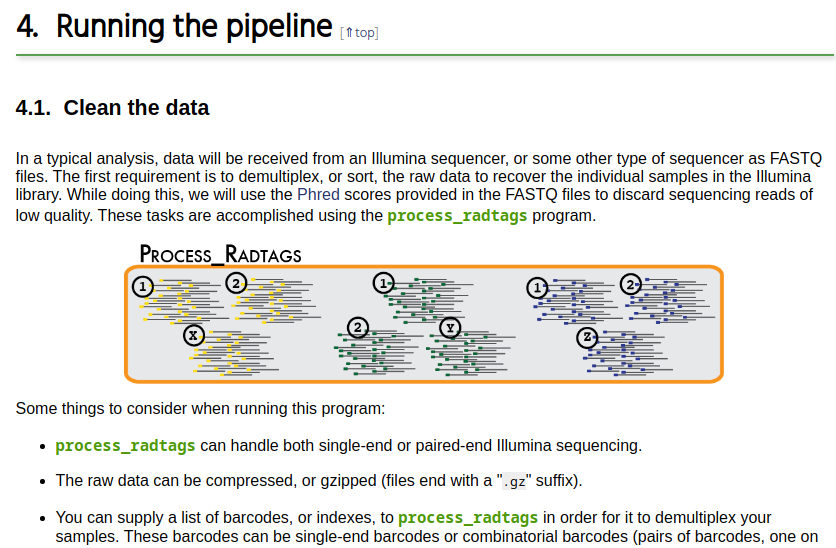 4. Running the pipeline [⇑top]
4.1. Clean the data
In a typical analysis, data will be received from an Illumina sequencer, or some other type of sequencer as FASTQ
files. The first requirement is to demultiplex, or sort, the raw data to recover the individual samples in the Illumina
library. While doing this, we will use the Phred scores provided in the FASTQ files to discard sequencing reads of
low quality. These tasks are accomplished using the process_radtags program.
PROCESS_RADTAGS
1 2 1 1 2
X 2 Y Z
Some things to consider when running this program:
• process_radtags can handle both single-end or paired-end Illumina sequencing.
• The raw data can be compressed, or gzipped (files end with a ".gz" suffix).
• You can supply a list of barcodes, or indexes, to process_radtags in order for it to demultiplex your
samples. These barcodes can be single-end barcodes or combinatorial barcodes (pairs of barcodes, one on